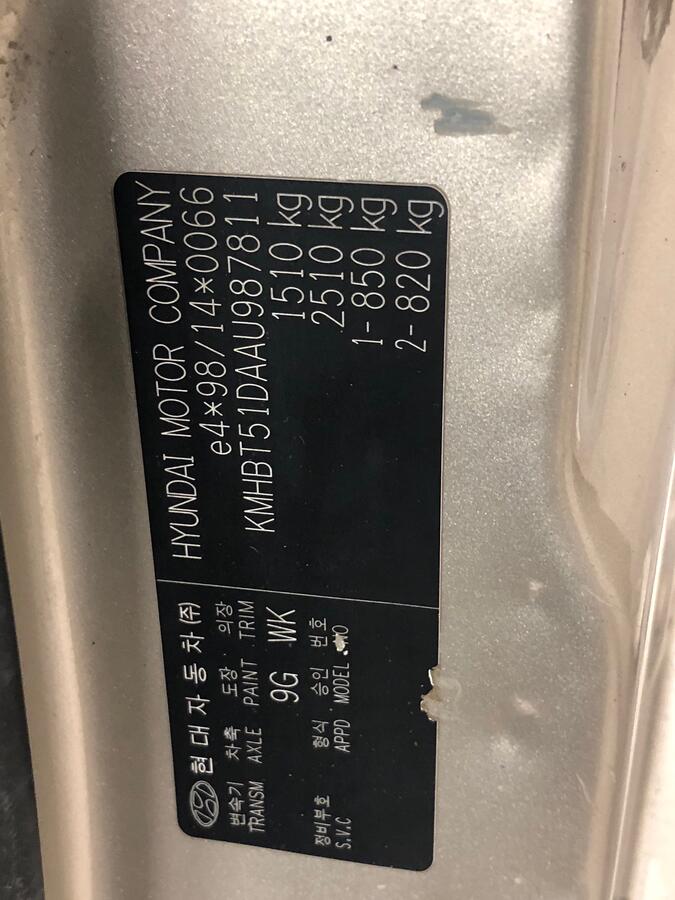 현대자동차(주) HYUNDAI MOTOR COMPANY
e4*98/14*0066
변속기 차축 도장 의장 KMHBT51DAAU987811
TRANSM AXLE PAINT TRIM 1510 kg
9G WK 2510 kg
정비부호 형식 승인 번호 1- 850 kg
S.V.C APPD MODEL 2- 820 kg